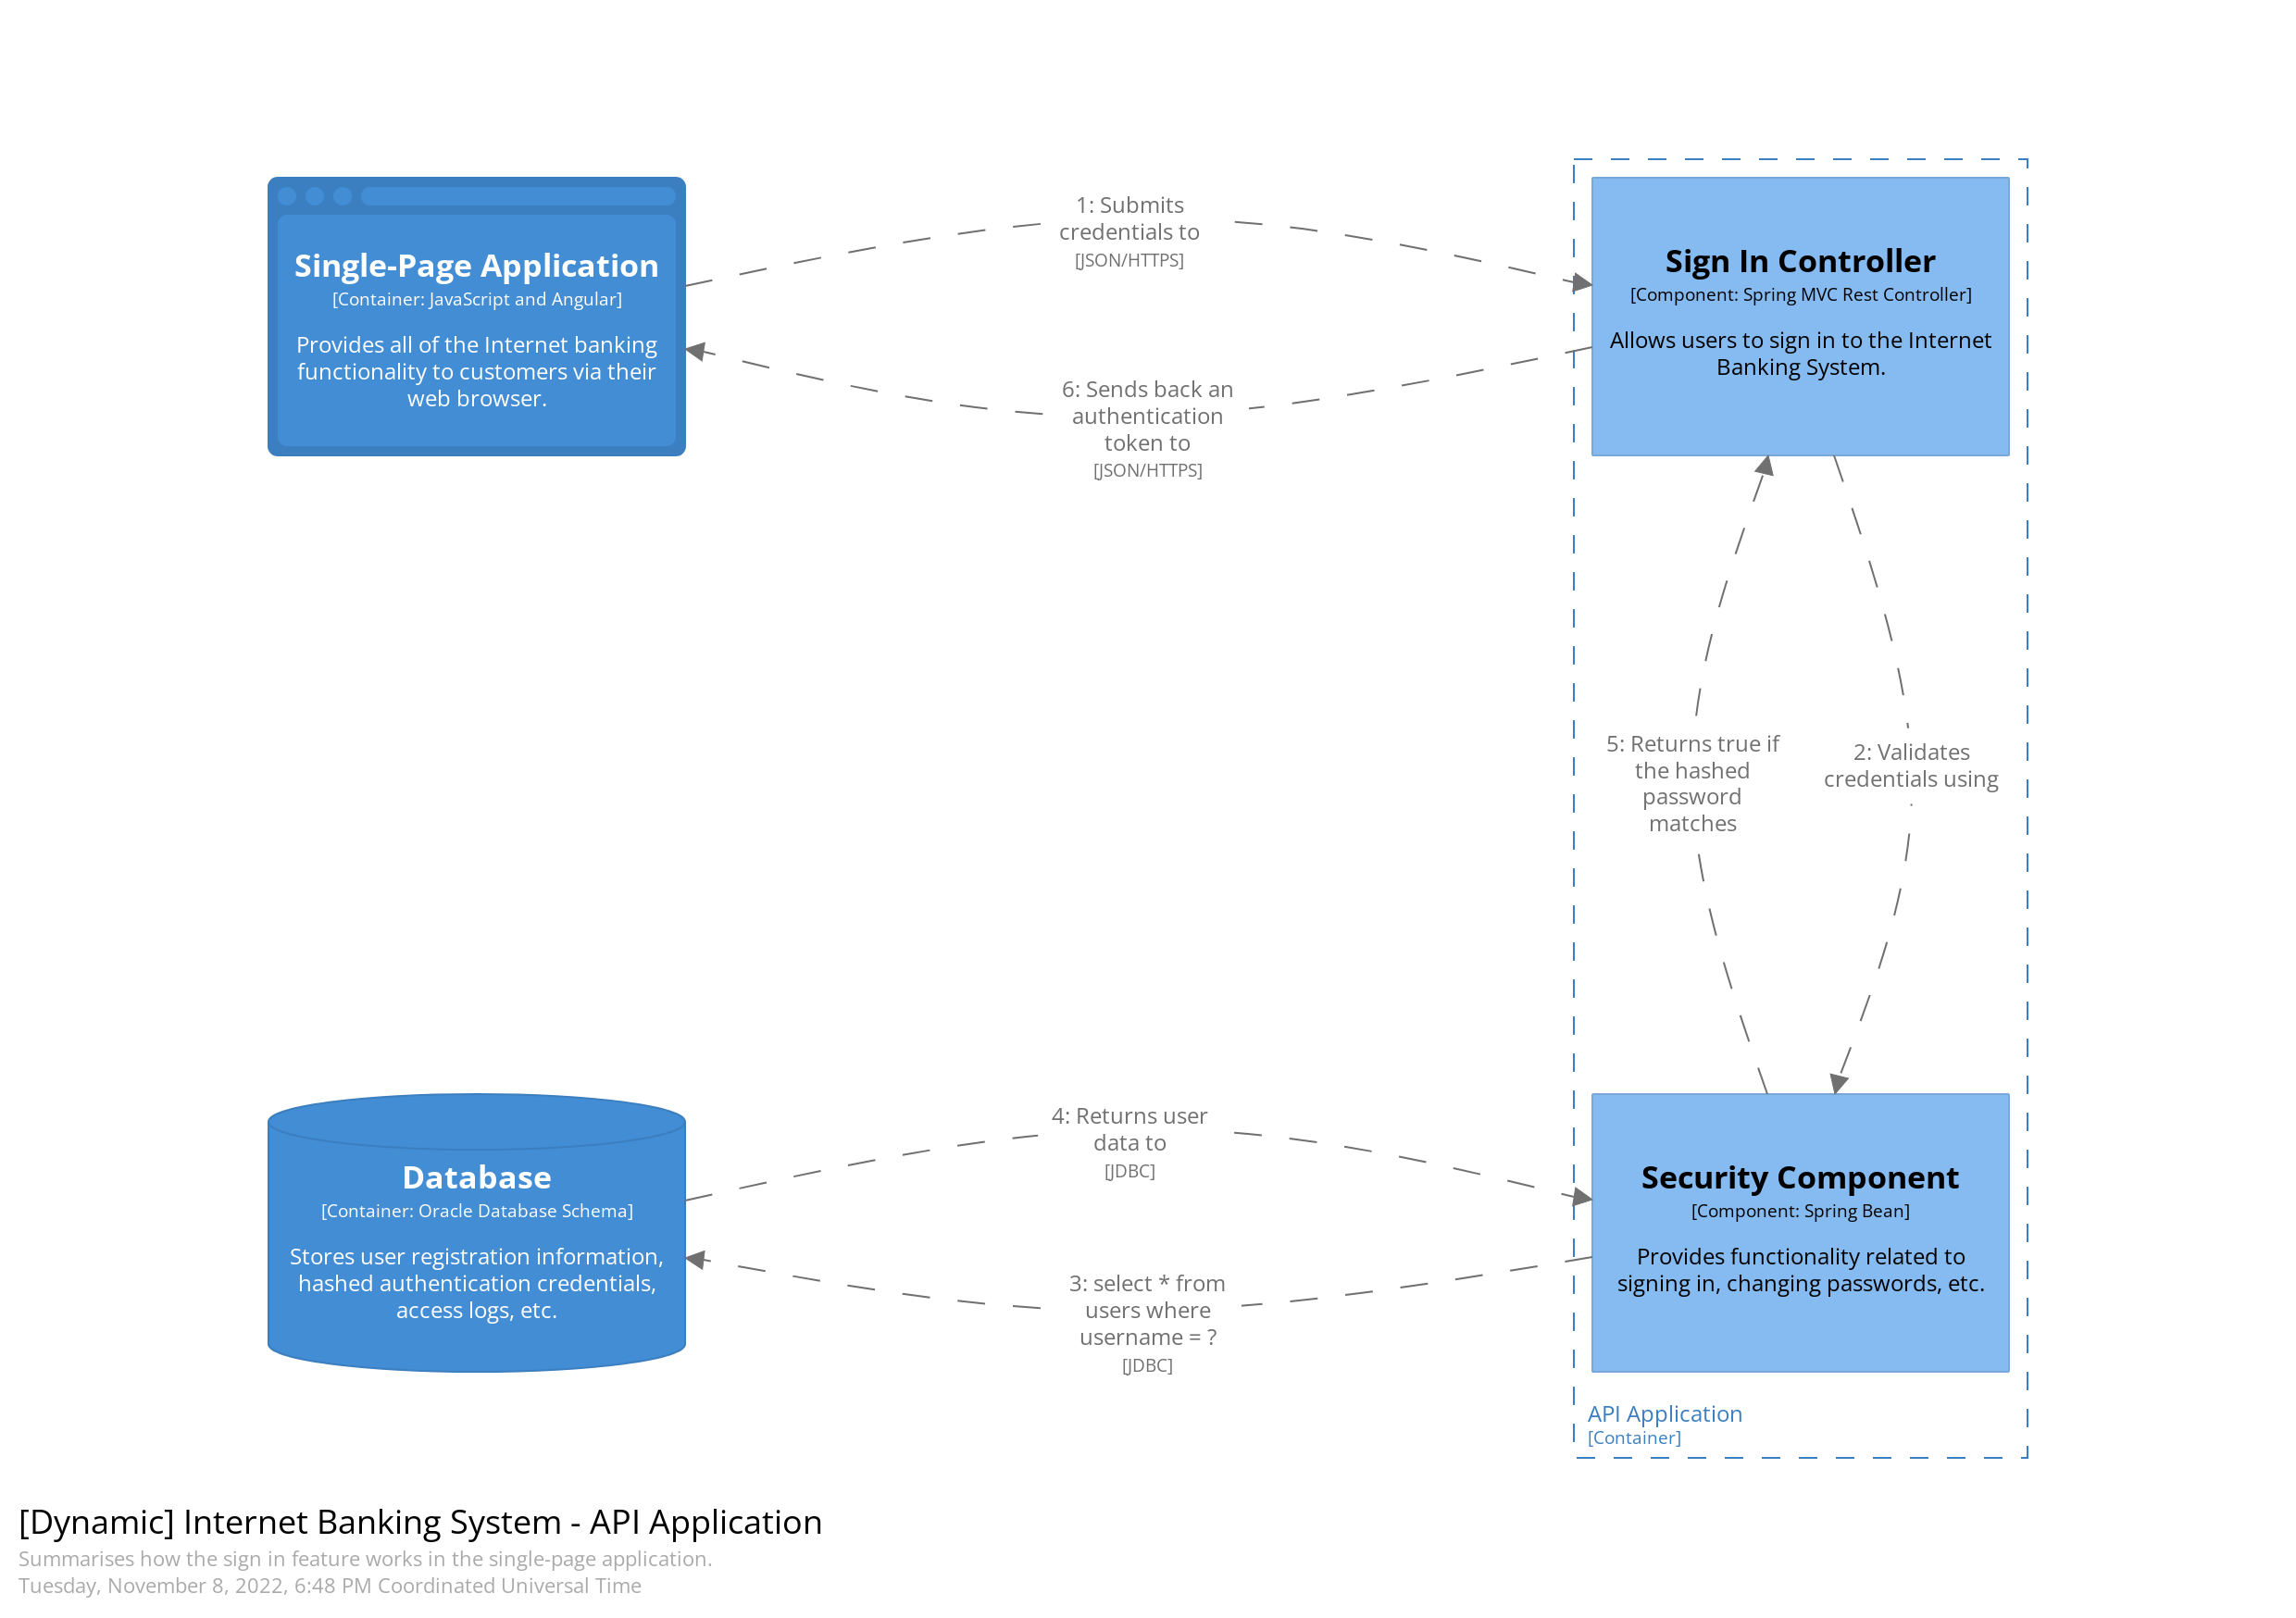 Single-Page Application
[Container: JavaScript and Angular]
Provides all of the Internet banking
functionality to customers via their
web browser.
1: Submits
credentials to
[JSON/HTTPS]
6: Sends back an
authentication
token to
[JSON/HTTPS]
Sign In Controller
[Component: Spring MVC Rest Controller]
Allows users to sign in to the Internet
Banking System.
5: Returns true if
the hashed
password
matches
2: Validates
credentials using
Database
[Container: Oracle Database Schema]
Stores user registration information,
hashed authentication credentials,
access logs, etc.
4: Returns user
data to
[JDBC]
3: select * from
users where
username = ?
[JDBC]
Security Component
[Component: Spring Bean]
Provides functionality related to
signing in, changing passwords, etc.
API Application
[Container]
[Dynamic] Internet Banking System - API Application
Summarises how the sign in feature works in the single-page application.
Tuesday, November 8, 2022, 6:48 PM Coordinated Universal Time